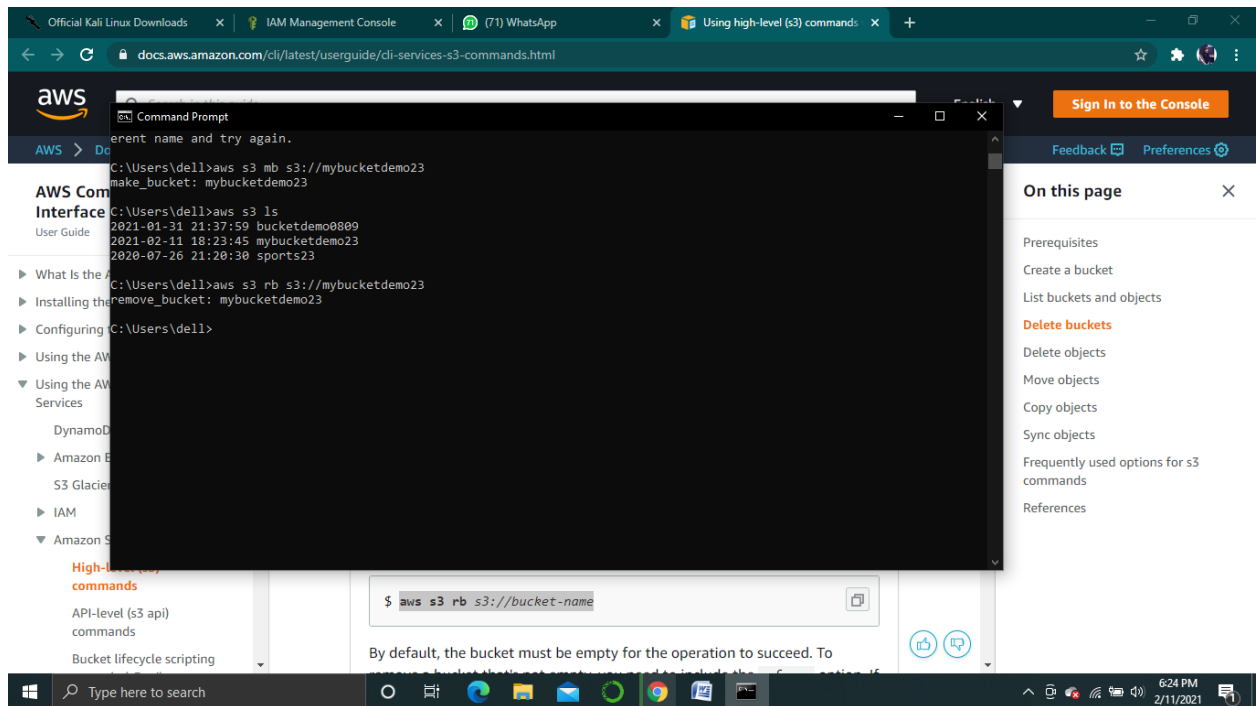 Official Kali Linux Downloads
IAM Management Console
(71) WhatsApp
Using high-level (s3) commands
docs.aws.amazon.com/cli/latest/userguide/cli-services-s3-commands.html
aws
Sign In to the Console
AWS
Feedback
Preferences
Command Prompt
erent name and try again.
C:\Users\dell>aws s3 mb s3://mybucketdemo23
make_bucket: mybucketdemo23
C:\Users\dell>aws s3 ls
2021-01-31 21:37:59 bucketdemo0809
2021-02-11 18:23:45 mybucketdemo23
2020-07-26 21:20:30 sports23
C:\Users\dell>aws s3 rb s3://mybucketdemo23
remove_bucket: mybucketdemo23
C:\Users\dell>
AWS Com
Interface
User Guide
What Is the A
Installing the
Configuring
Using the AW
Using the AW
Services
DynamoD
Amazon E
S3 Glacier
IAM
Amazon S
High-
commands
API-level (s3 api)
commands
Bucket lifecycle scripting
On this page
Prerequisites
Create a bucket
List buckets and objects
Delete buckets
Delete objects
Move objects
Copy objects
Sync objects
Frequently used options for s3
commands
References
$ aws s3 rb s3://bucket-name
By default, the bucket must be empty for the operation to succeed. To
Type here to search
6:24 PM
2/11/2021
1